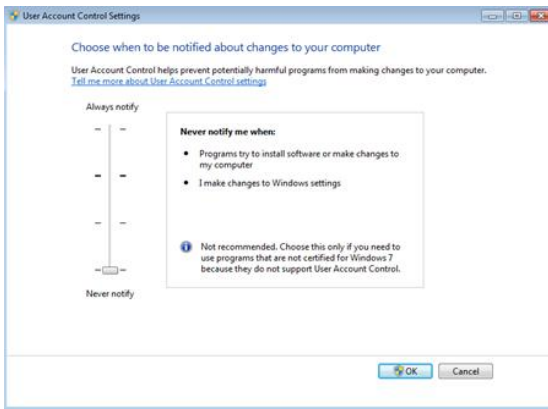 User Account Control Settings
Choose when to be notified about changes to your computer
User Account Control helps prevent potentially harmful programs from making changes to your computer.
Tell me more about User Account Control settings
Always notify
Never notify me when:
• Programs try to install software or make changes to
my computer
• I make changes to Windows settings
Not recommended. Choose this only if you need to
use programs that are not certified for Windows 7
because they do not support User Account Control.
Never notify
OK
Cancel